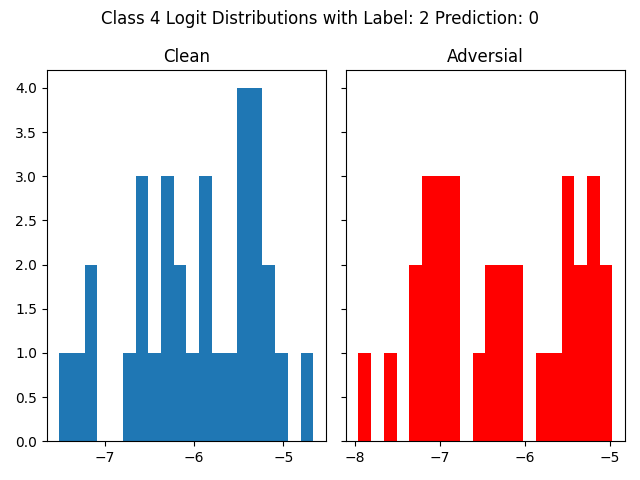 Class 4 Logit Distributions with Label: 2 Prediction: 0
Clean
Adversial
4.0
3.5
3.0
2.5
2.0
1.5
1.0
0.5
0.0
−7 −6 −5
−8 −7 −6 −5